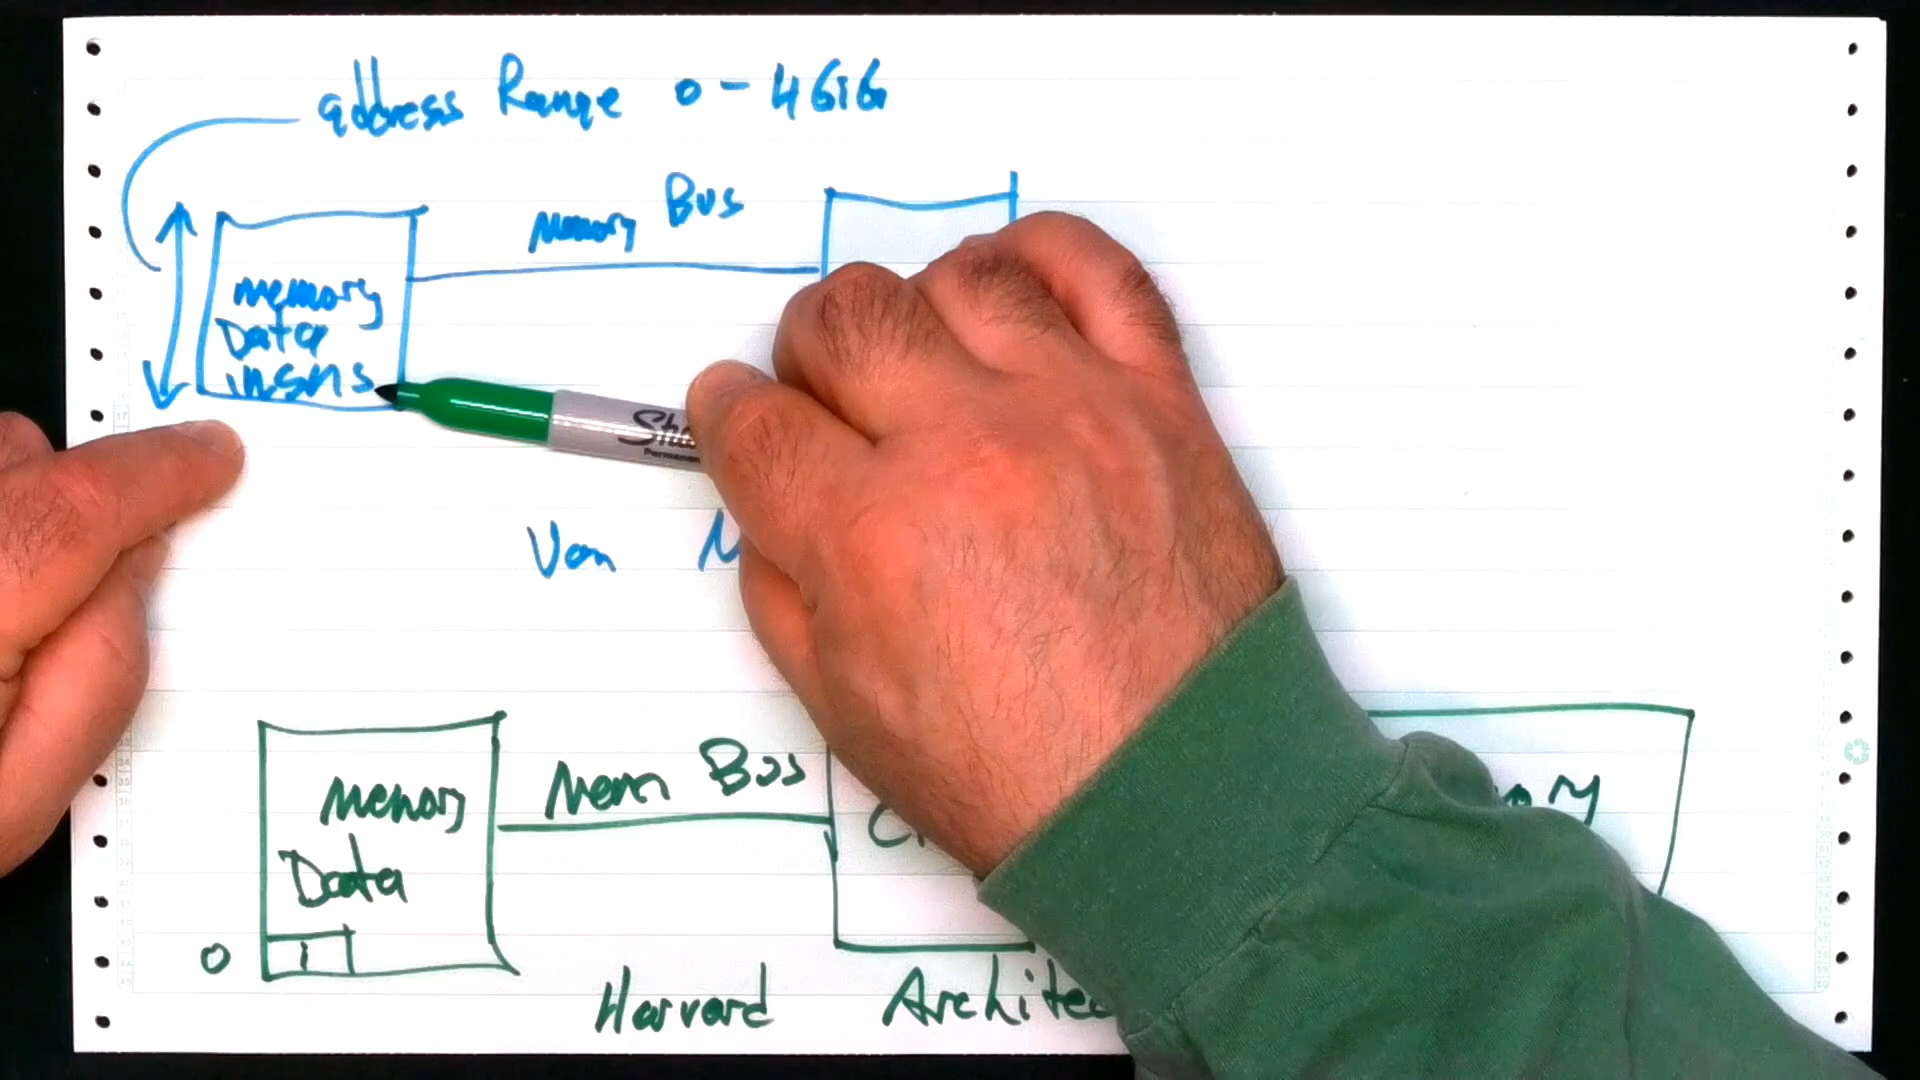 address Range 0 - 4GiG
Memory Bus
memory
Data
insns
Von
Mem Bus
Memory
Data
0
1
Harvard